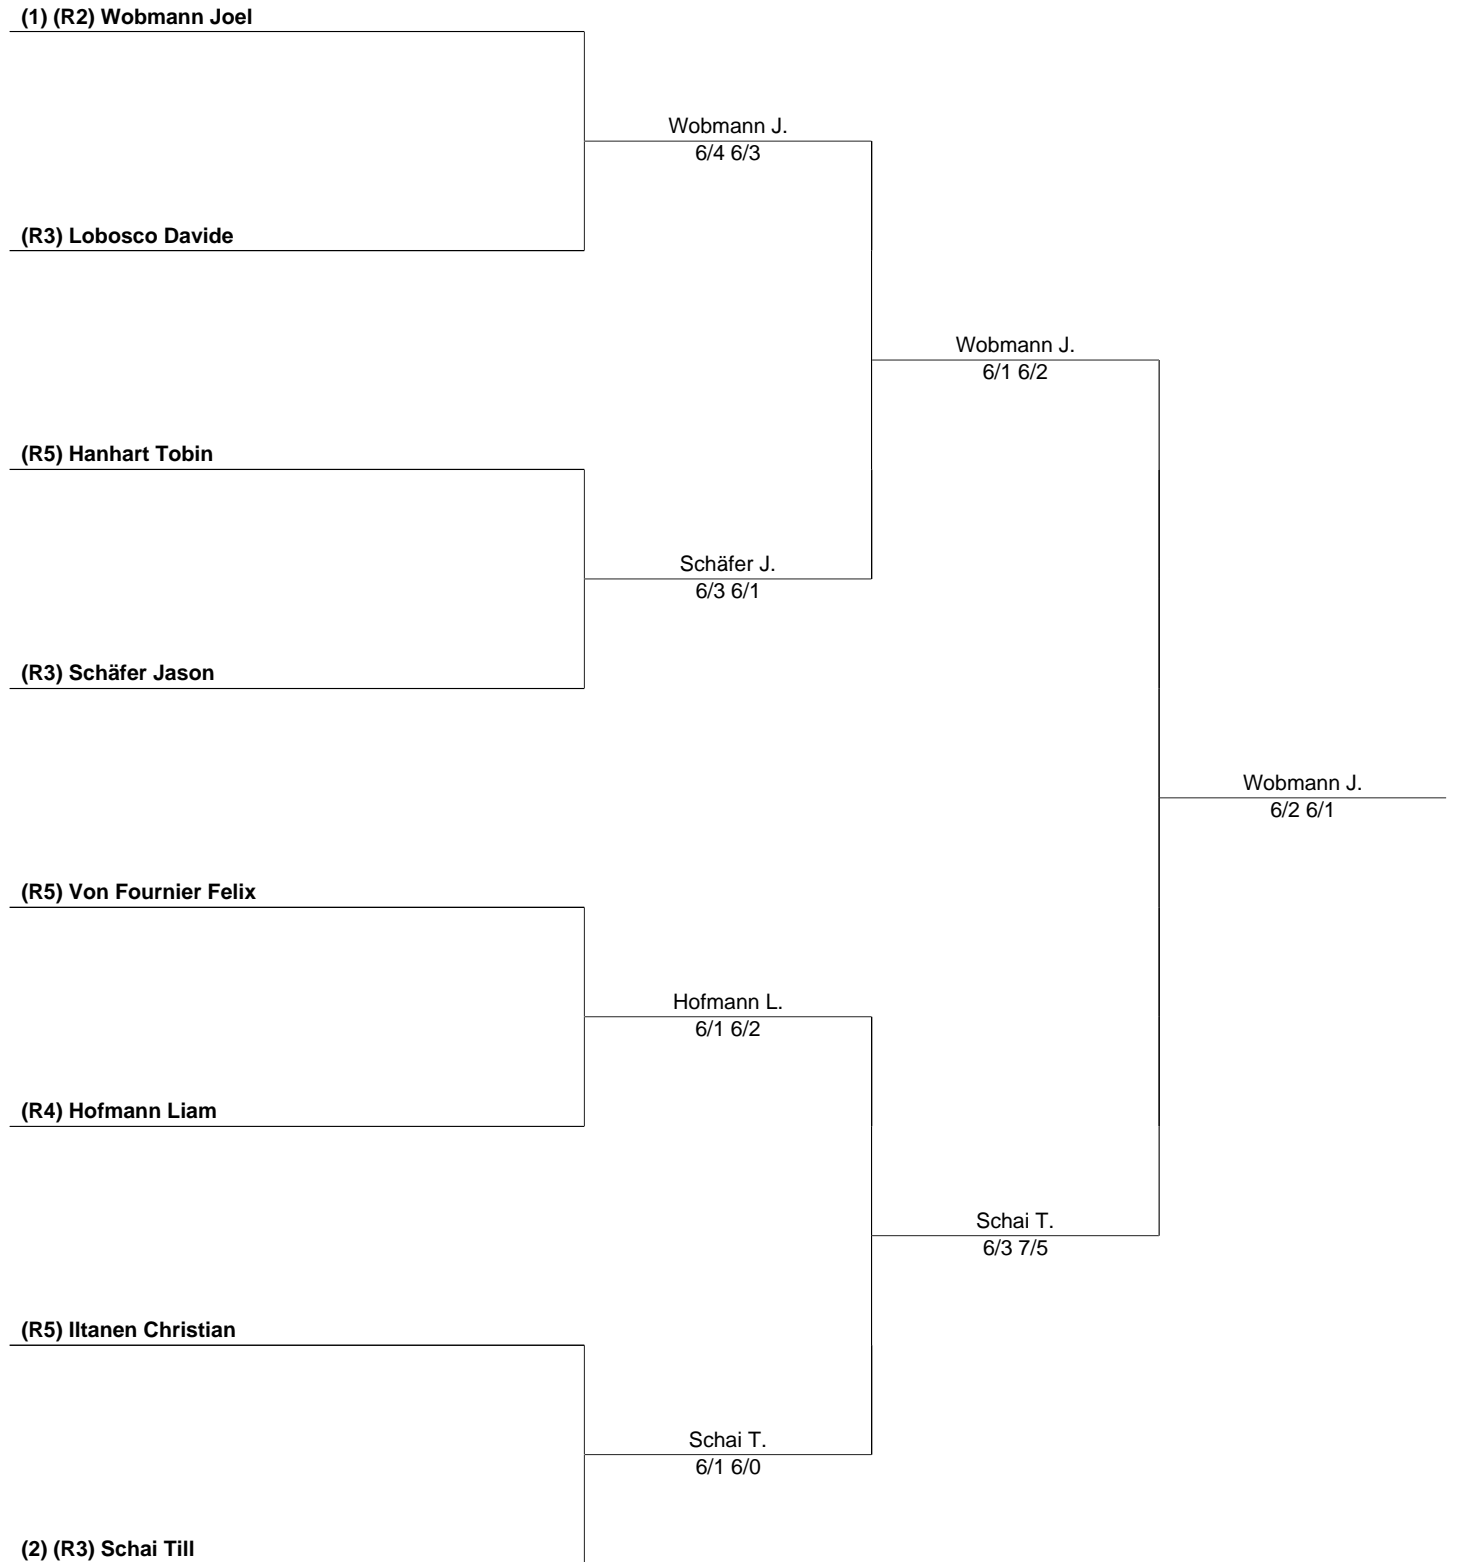 (1) (R2) Wobmann Joel
Wobmann J.
6/4 6/3
(R3) Lobosco Davide
Wobmann J.
6/1 6/2
(R5) Hanhart Tobin
Schäfer J.
6/3 6/1
(R3) Schäfer Jason
Wobmann J.
6/2 6/1
(R5) Von Fournier Felix
Hofmann L.
6/1 6/2
(R4) Hofmann Liam
Schai T.
6/3 7/5
(R5) Iltanen Christian
Schai T.
6/1 6/0
(2) (R3) Schai Till